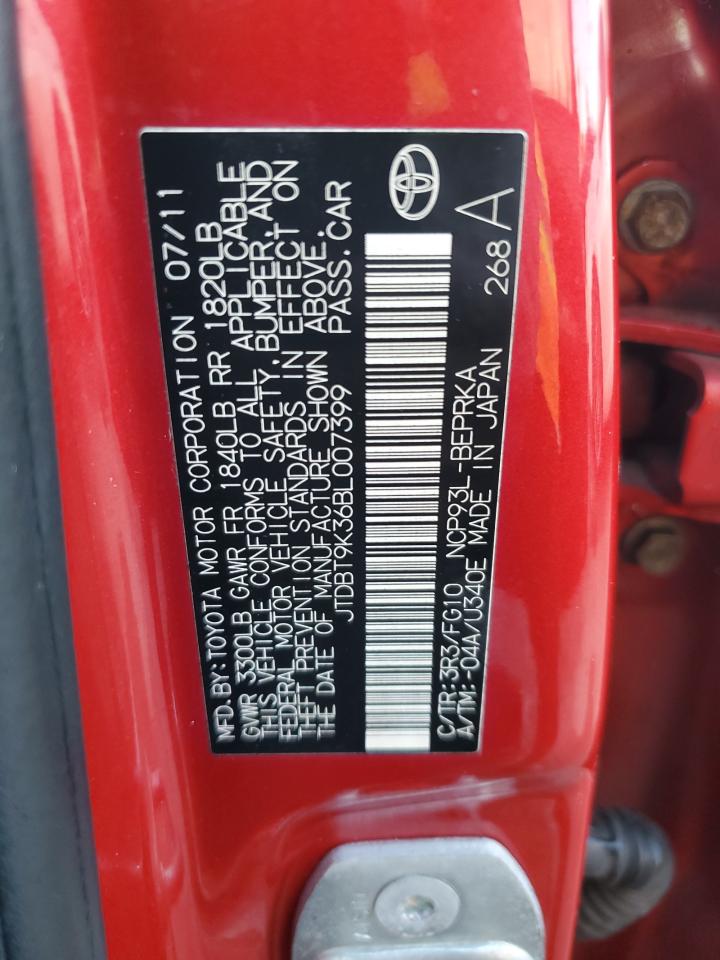 MFD. BY: TOYOTA MOTOR CORPORATION 07/11
GVWR 3300LB GAWR FR 1840LB RR 1820LB
THIS VEHICLE CONFORMS TO ALL APPLICABLE
FEDERAL MOTOR VEHICLE SAFETY, BUMPER, AND
THEFT PREVENTION STANDARDS IN EFFECT ON
THE DATE OF MANUFACTURE SHOWN ABOVE.
JTDBT9K36BL007399 PASS. CAR
C/TR: 3R3/FG10 NCP93L-BEPRKA
A/TM: -04A/U340E MADE IN JAPAN 268 A